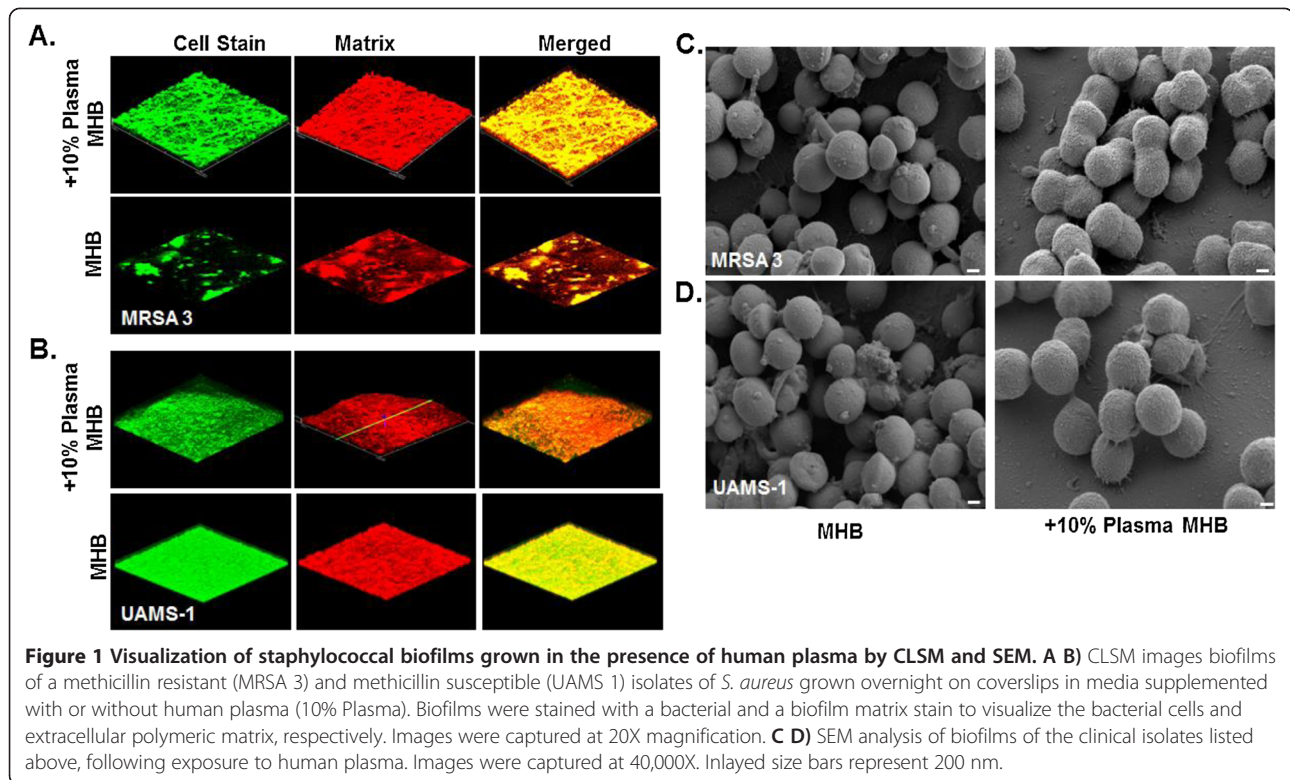 A.
Cell Stain Matrix Merged
+10% Plasma
MHB
MHB
MRSA 3
B.
+10% Plasma
MHB
MHB
UAMS-1
C.
MRSA 3
D.
UAMS-1
MHB +10% Plasma MHB
Figure 1 Visualization of staphylococcal biofilms grown in the presence of human plasma by CLSM and SEM. A B) CLSM images biofilms
of a methicillin resistant (MRSA 3) and methicillin susceptible (UAMS 1) isolates of S. aureus grown overnight on coverslips in media supplemented
with or without human plasma (10% Plasma). Biofilms were stained with a bacterial and a biofilm matrix stain to visualize the bacterial cells and
extracellular polymeric matrix, respectively. Images were captured at 20X magnification. C D) SEM analysis of biofilms of the clinical isolates listed
above, following exposure to human plasma. Images were captured at 40,000X. Inlayed size bars represent 200 nm.